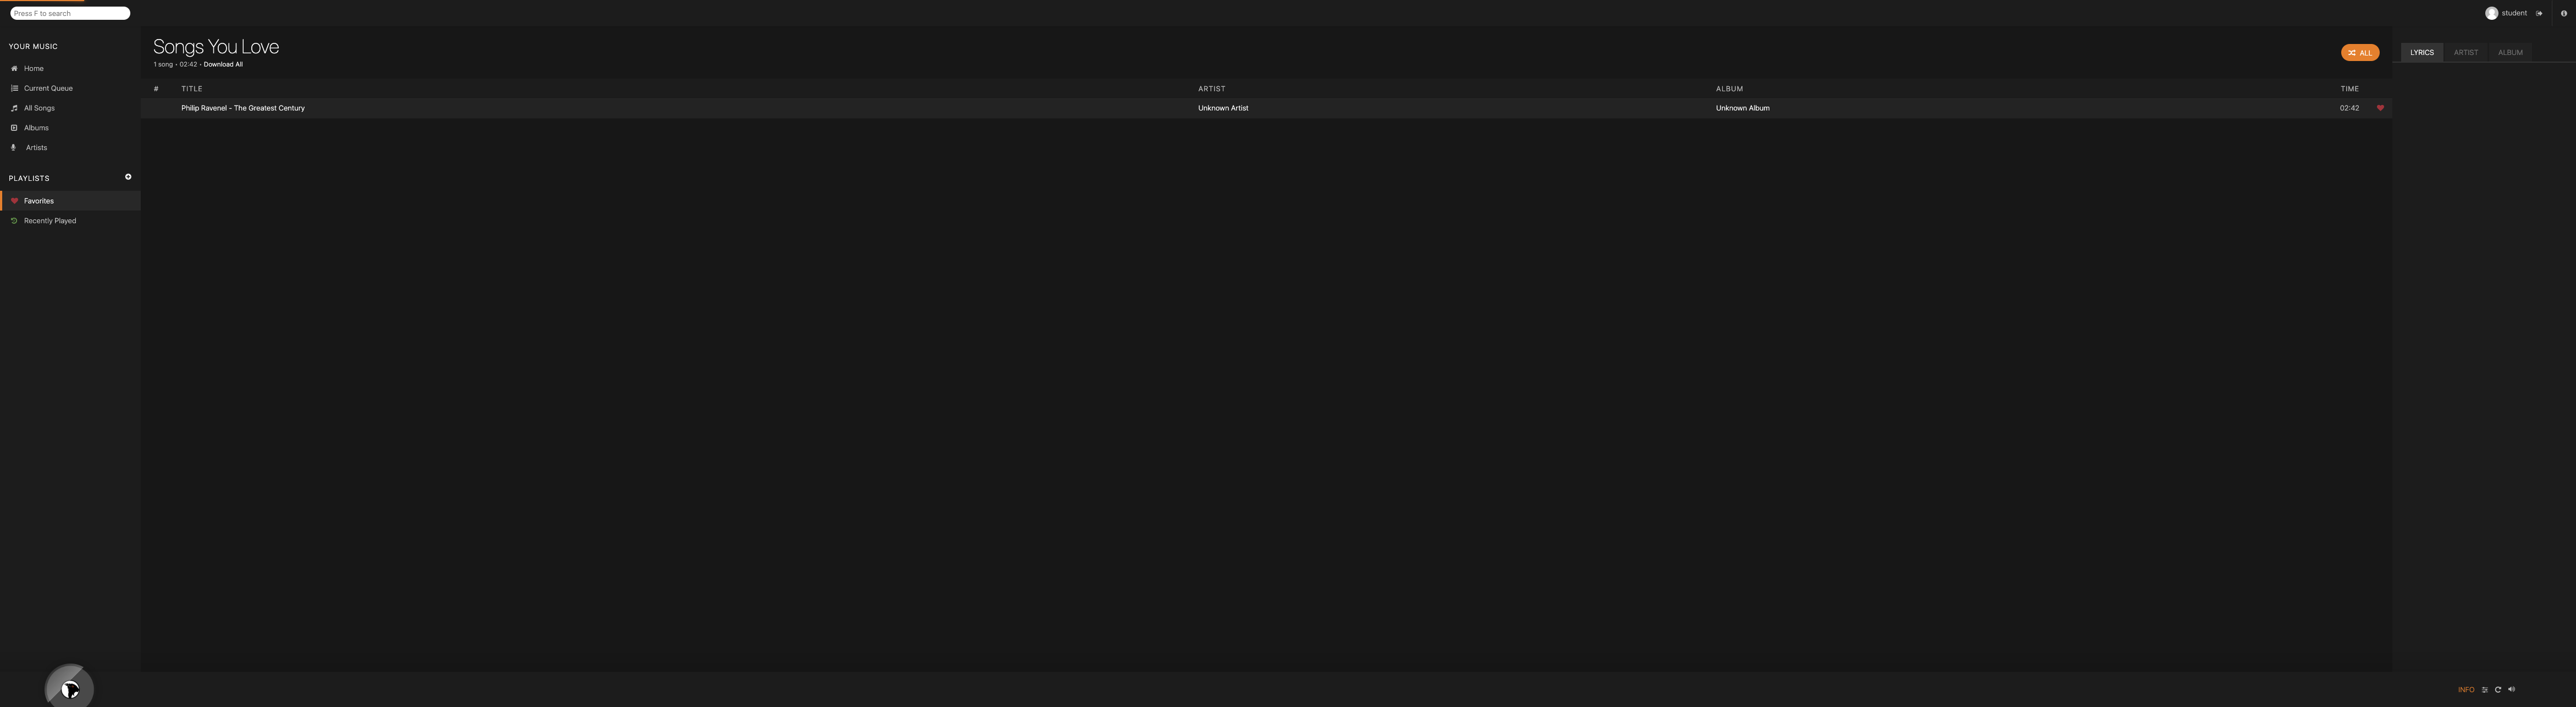 Press F to search
student
YOUR MUSIC
Home
Current Queue
All Songs
Albums
Artists
PLAYLISTS
Favorites
Recently Played
Songs You Love
1 song • 02:42 • Download All
ALL
# TITLE ARTIST ALBUM TIME
Philip Ravenel - The Greatest Century Unknown Artist Unknown Album 02:42
LYRICS ARTIST ALBUM
INFO